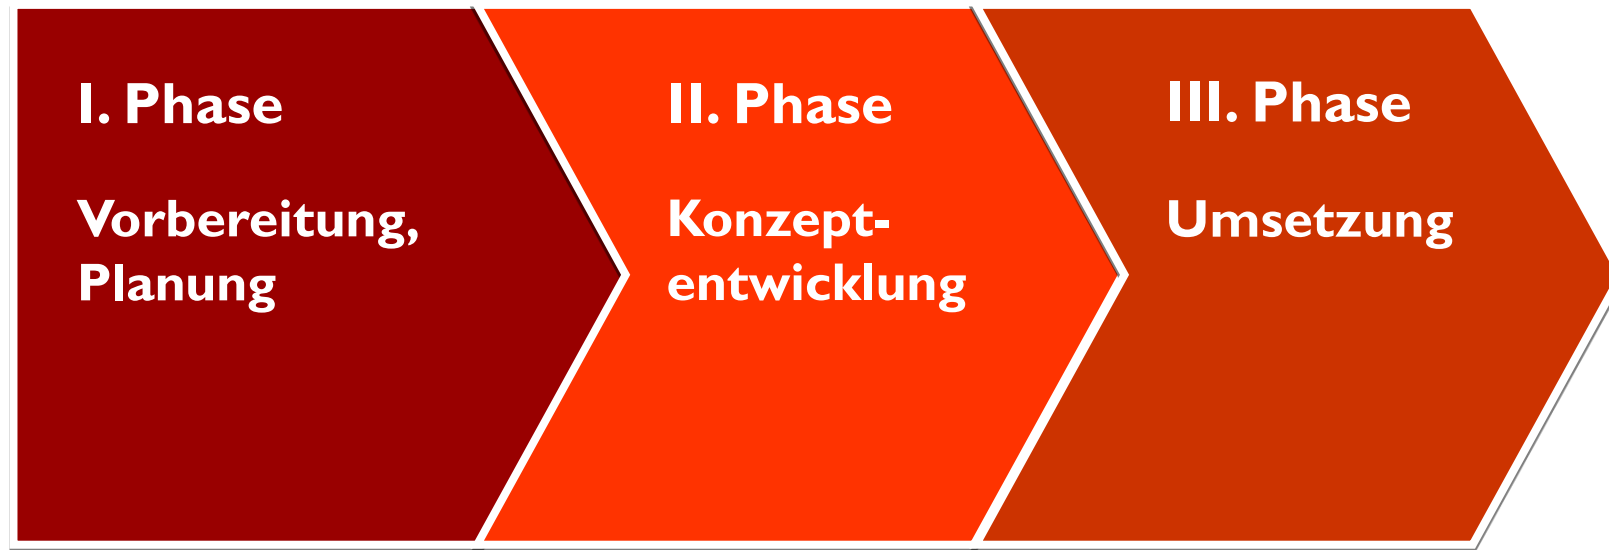 I. Phase
Vorbereitung,
Planung
II. Phase
Konzept-
entwicklung
III. Phase
Umsetzung